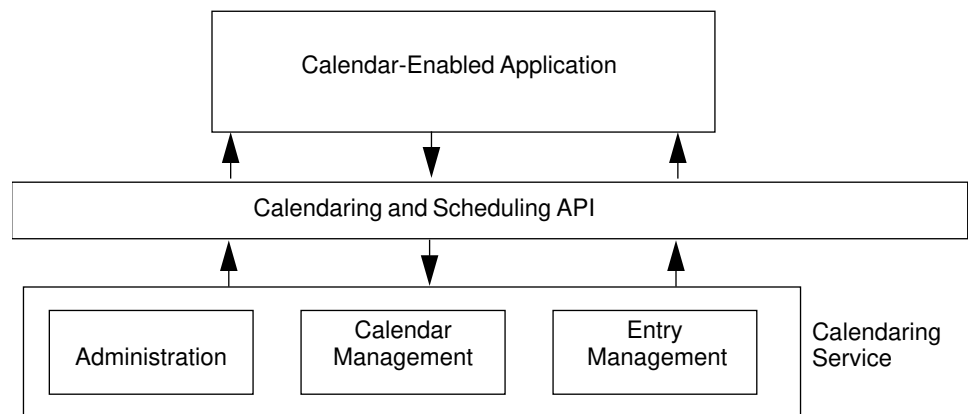 Calendar-Enabled Application
Calendaring and Scheduling API
Administration
Calendar
Management
Entry
Management
Calendaring
Service